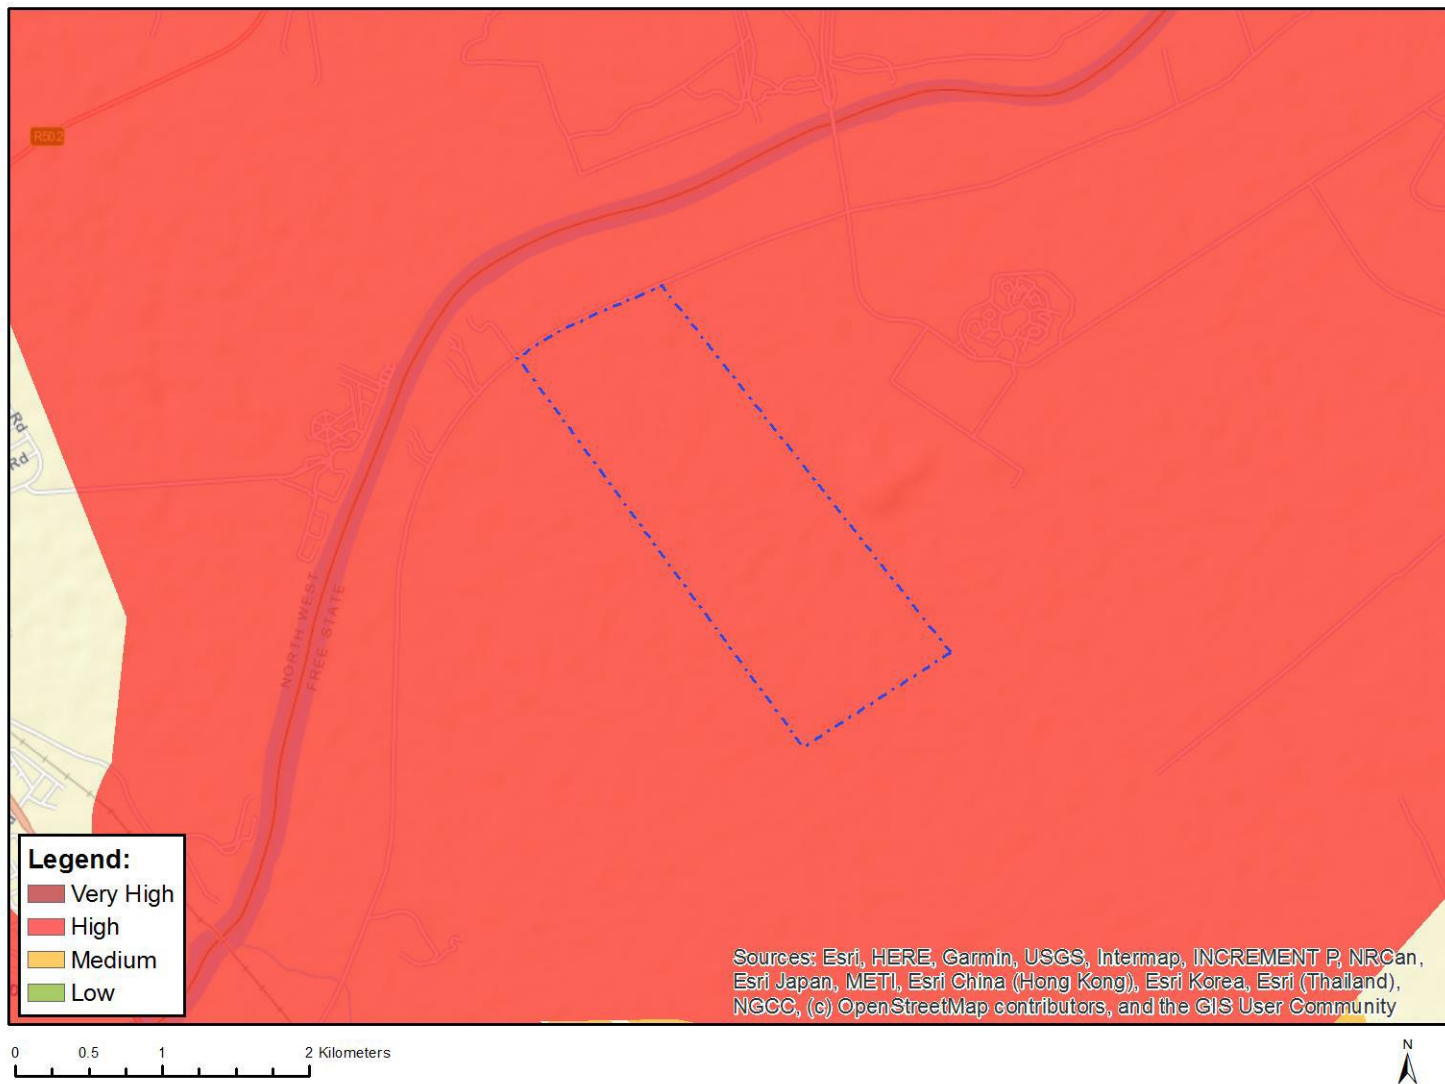 R502
Rd
Rd
NORTH WEST
FREE STATE
Legend:
Very High
High
Medium
Low
Sources: Esri, HERE, Garmin, USGS, Intermap, INCREMENT P, NRCan,
Esri Japan, METI, Esri China (Hong Kong), Esri Korea, Esri (Thailand),
NGCC, (c) OpenStreetMap contributors, and the GIS User Community
0 0.5 1 2 Kilometers
N